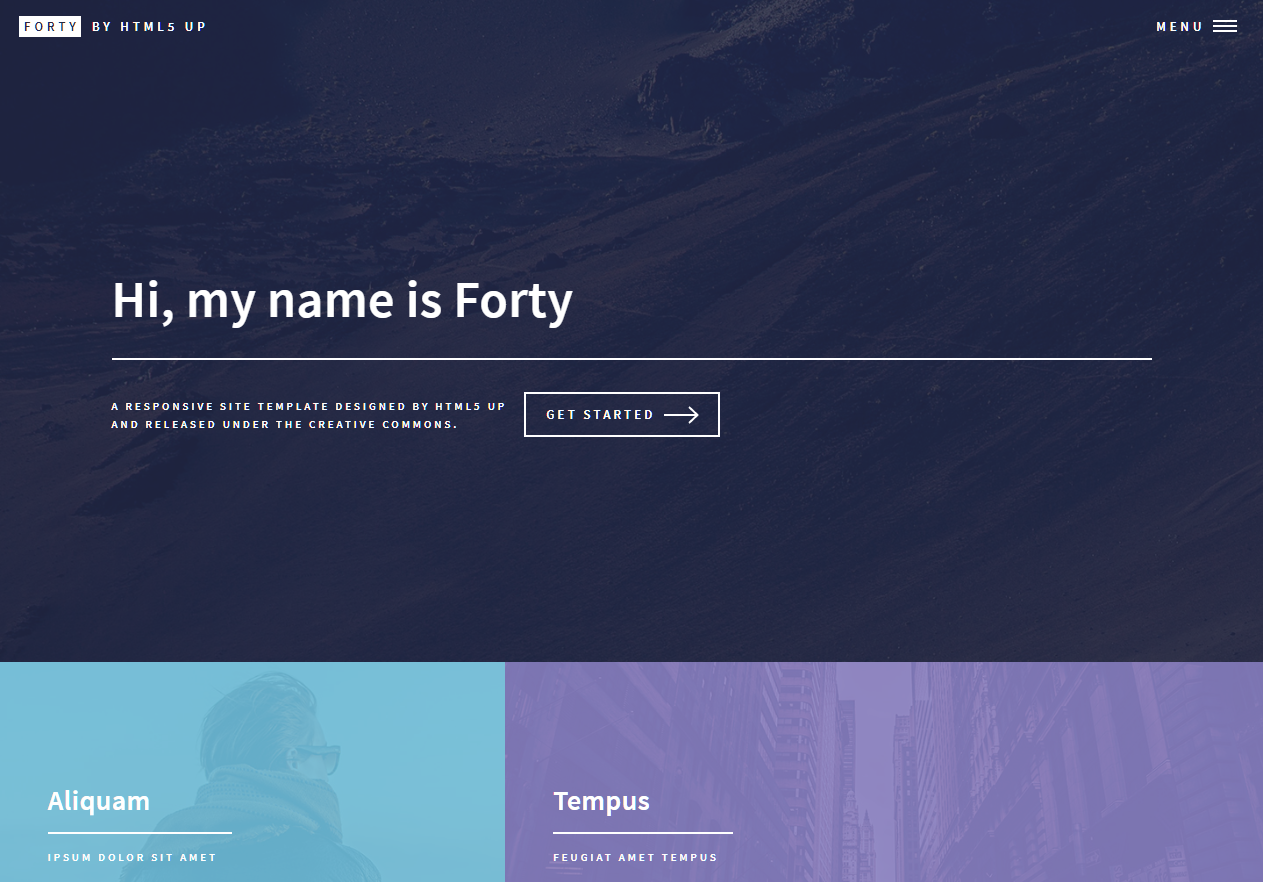 FORTY BY HTML5 UP
MENU
Hi, my name is Forty
A RESPONSIVE SITE TEMPLATE DESIGNED BY HTML5 UP
AND RELEASED UNDER THE CREATIVE COMMONS.
GET STARTED
Aliquam
IPSUM DOLOR SIT AMET
Tempus
FEUGIAT AMET TEMPUS